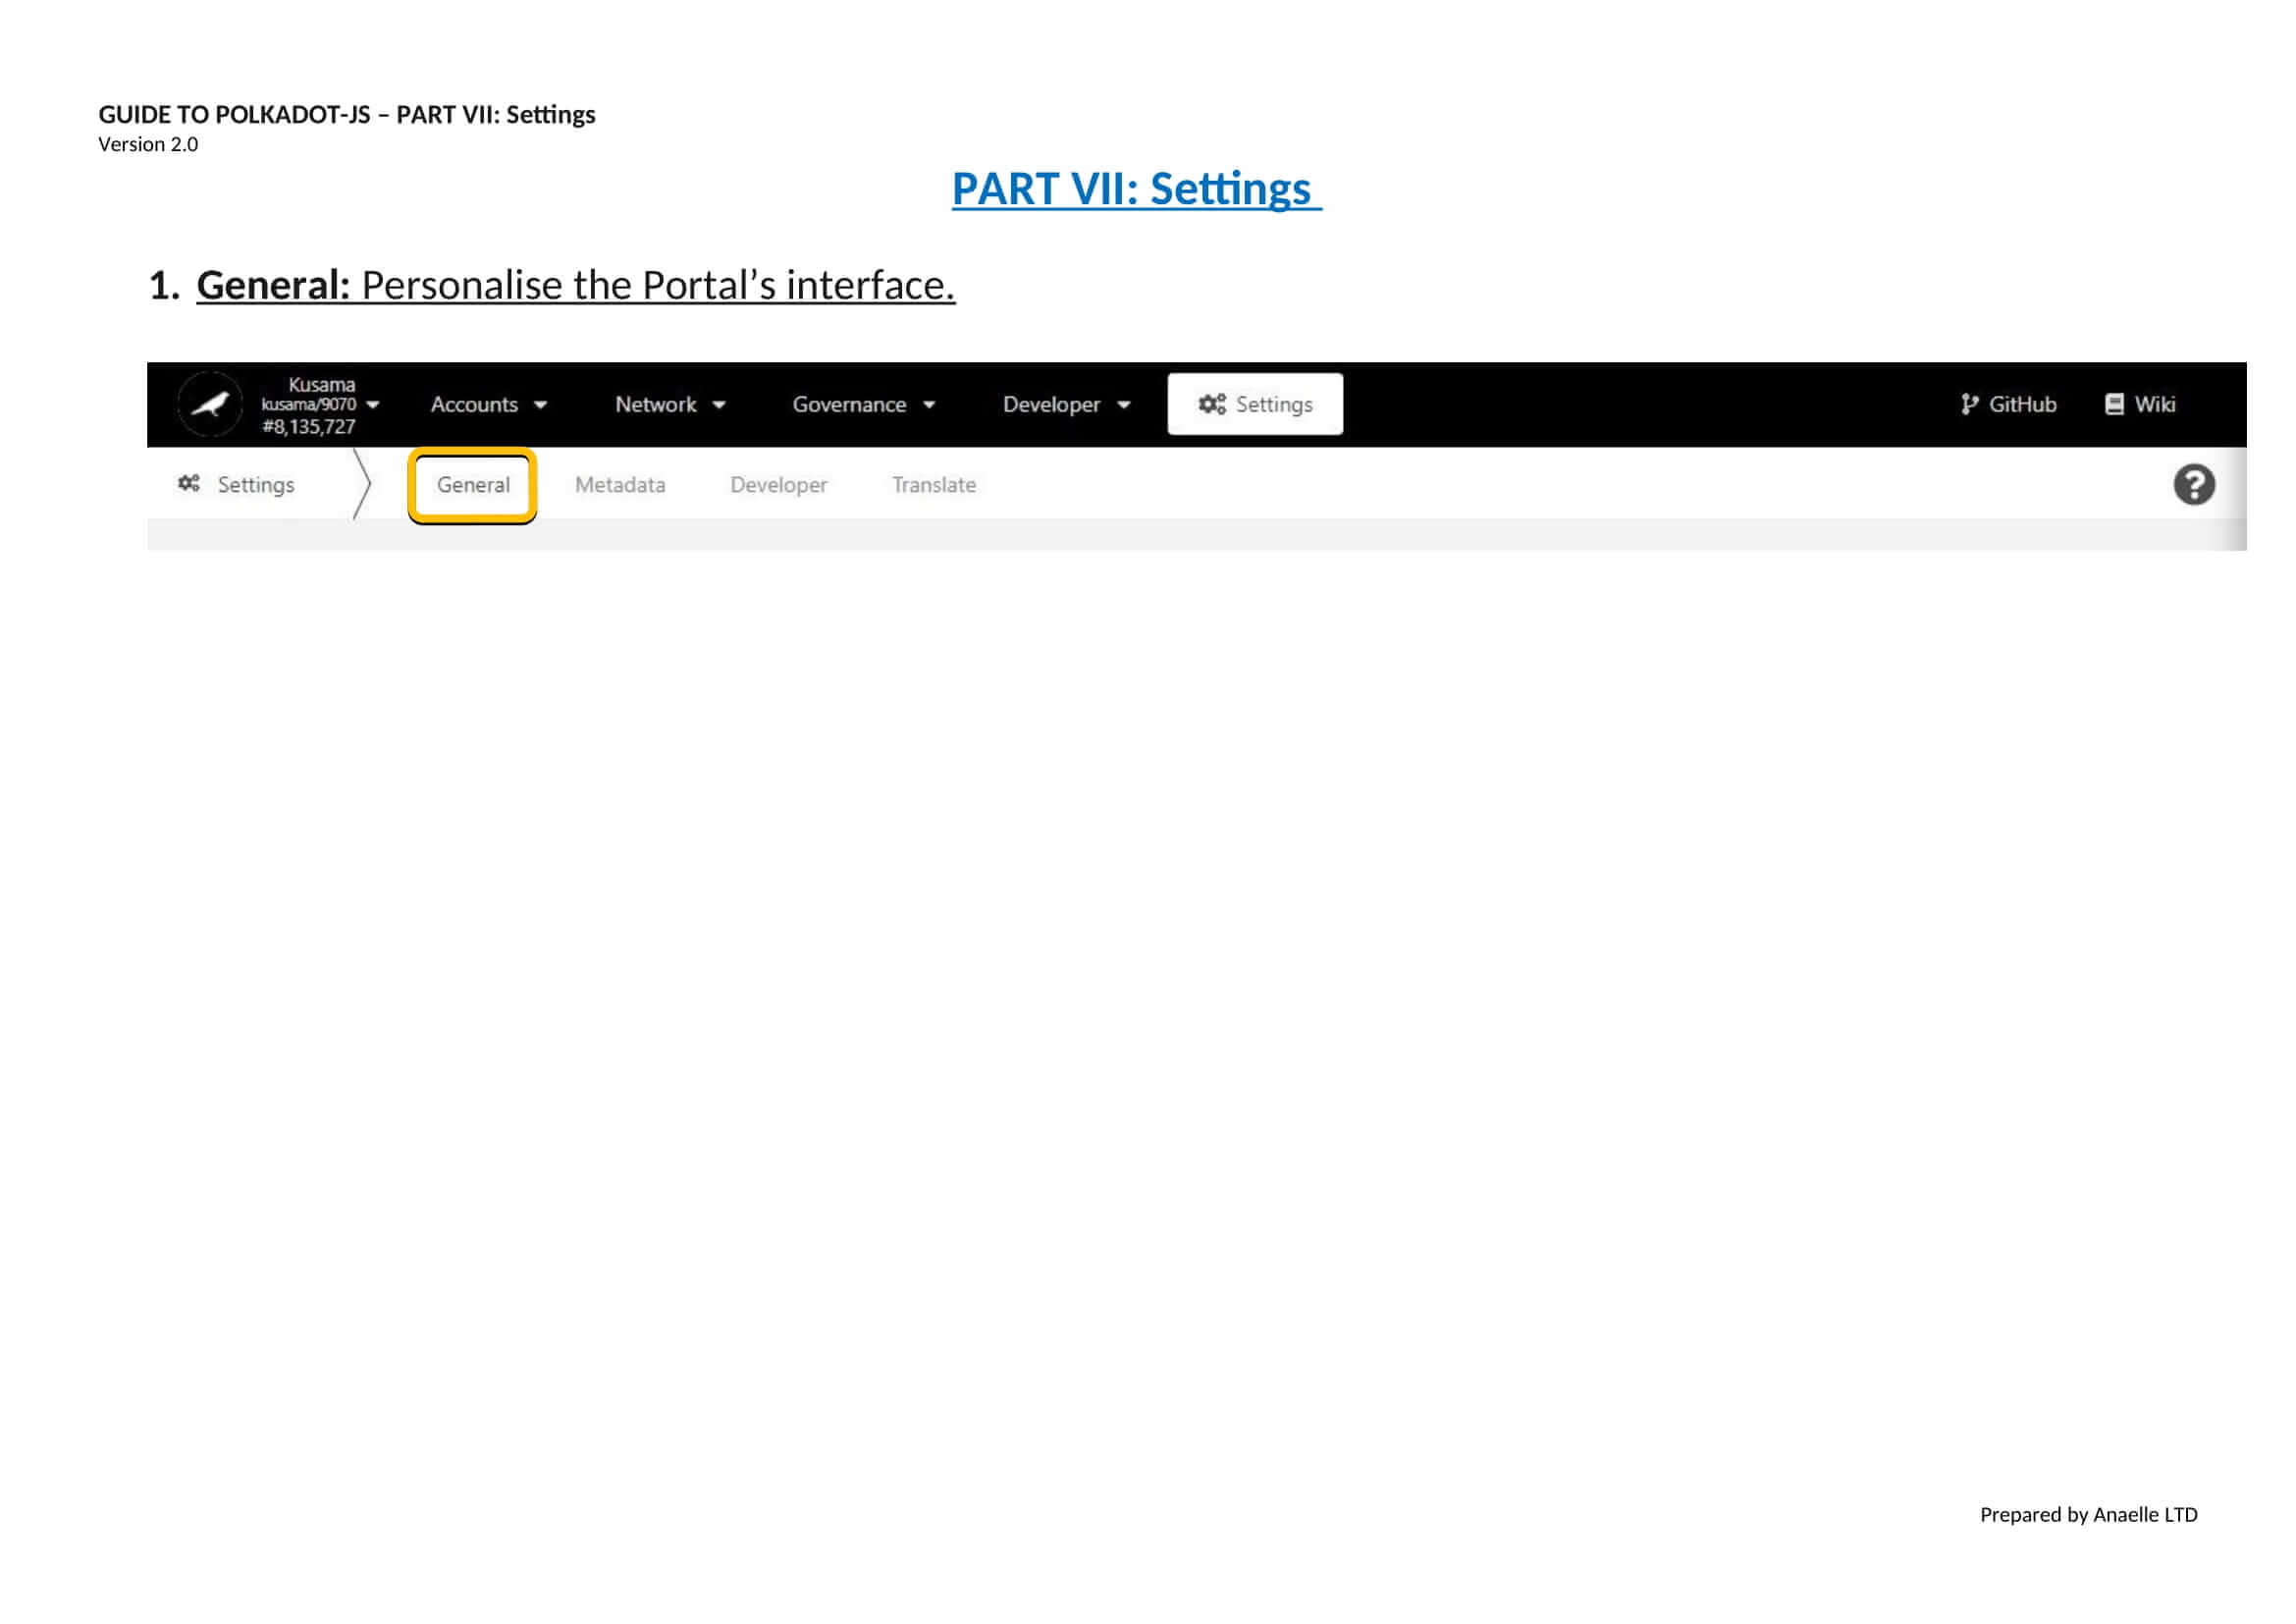 GUIDE TO POLKADOT-JS – PART VII: Settings
Version 2.0
PART VII: Settings
1. General: Personalise the Portal’s interface.
Kusama
kusama/9070
#8,135,727
Accounts Network Governance Developer Settings GitHub Wiki
Settings General Metadata Developer Translate ?
Prepared by Anaelle LTD